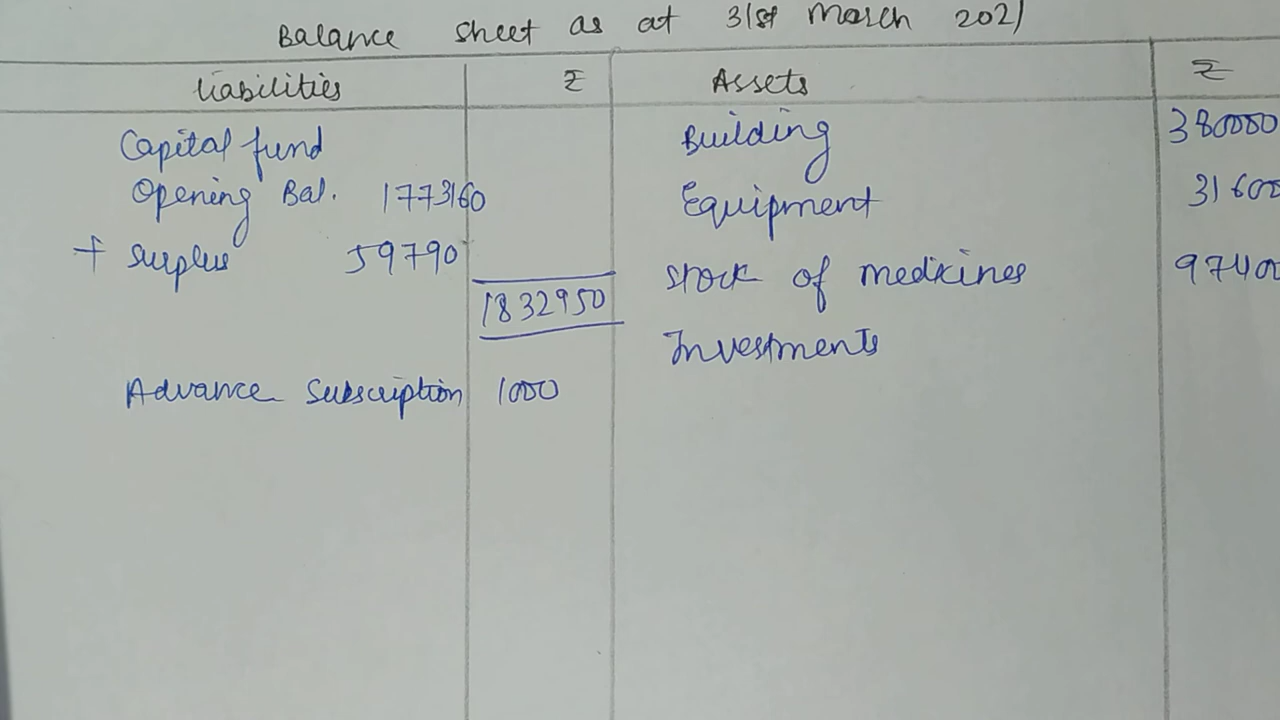 Balance sheet as at 31st March 2021
Liabilities ₹ Assets ₹
Capital fund Building 380000
Opening Bal. 1773160 Equipment 31600
+ Surplus 59790 Stock of medicines 97400
1832950 Investments
Advance Subscription 1000